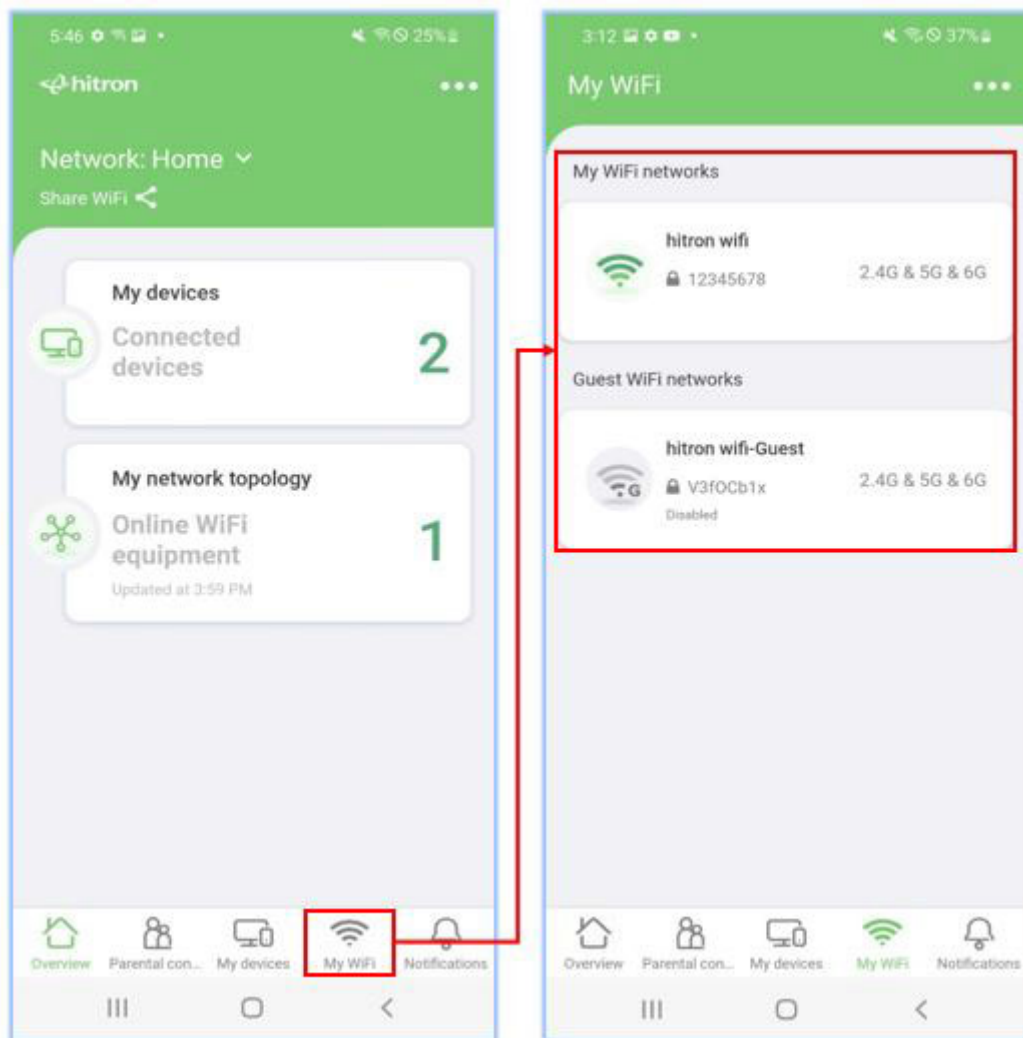 5:46
25%
hitron
Network: Home
Share WiFi
My devices
Connected
devices
2
My network topology
Online WiFi
equipment
1
Updated at 3:59 PM
Overview
Parental con...
My devices
My WiFi
Notifications
3:12
37%
My WiFi
My WiFi networks
hitron wifi
12345678
2.4G & 5G & 6G
Guest WiFi networks
hitron wifi-Guest
V3fOCb1x
2.4G & 5G & 6G
Disabled
G
Overview
Parental con...
My devices
My WiFi
Notifications